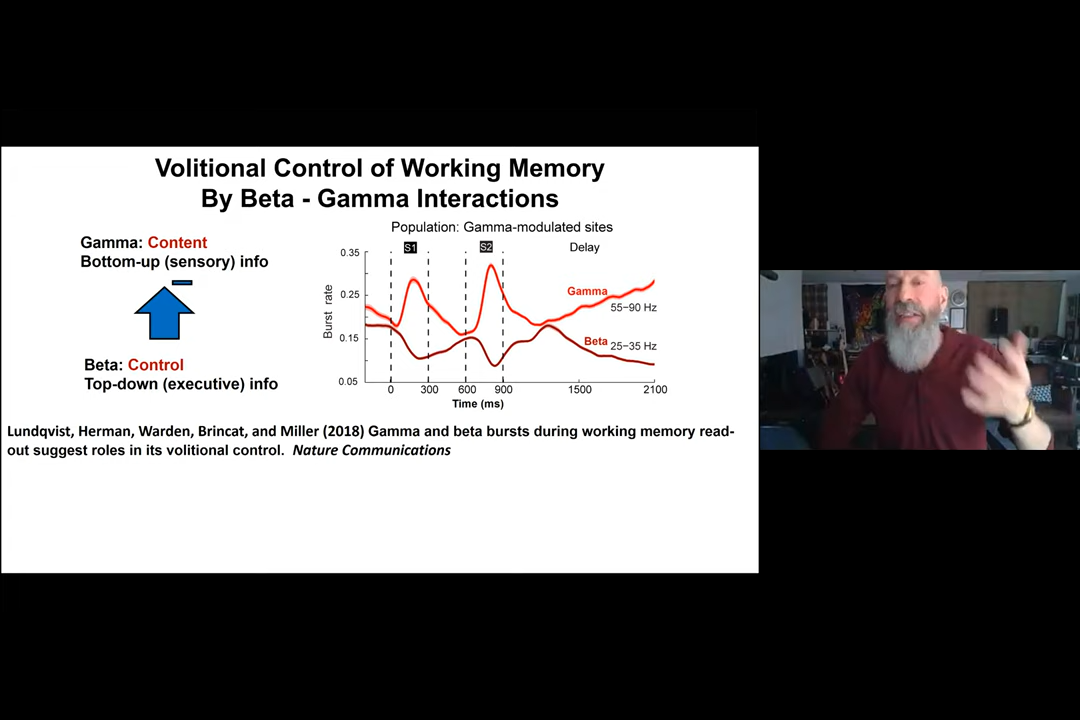 Volitional Control of Working Memory
By Beta - Gamma Interactions
Gamma: Content
Bottom-up (sensory) info
Beta: Control
Top-down (executive) info
Population: Gamma-modulated sites
S1
S2
Delay
0.35
0.25
0.15
0.05
Burst rate
Gamma
55–90 Hz
Beta 25–35 Hz
0 300 600 900 1500 2100
Time (ms)
Lundqvist, Herman, Warden, Brincat, and Miller (2018) Gamma and beta bursts during working memory read-
out suggest roles in its volitional control. Nature Communications